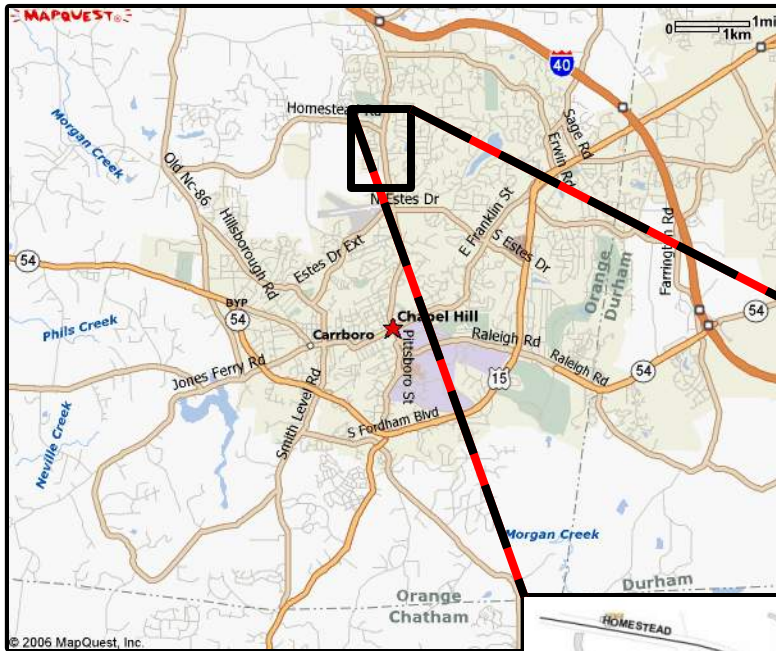 MAPQUEST
0 1mi
1km
40
Homestead Rd
Morgan Creek
Sage Rd
Erwin Rd
Old Nc-86
N Estes Dr
Hillsborough Rd
Estes Dr Ext
E Franklin St
S Estes Dr
Farrington Rd
54
Orange
Durham
BYP
54
54
Chapel Hill
Phils Creek
Carrboro
Pittsboro St
Raleigh Rd
Raleigh Rd
Jones Ferry Rd
15
54
Smith Level Rd
S Fordham Blvd
Neville Creek
Morgan Creek
Durham
Orange
Chatham
HOMESTEAD
© 2006 MapQuest, Inc.